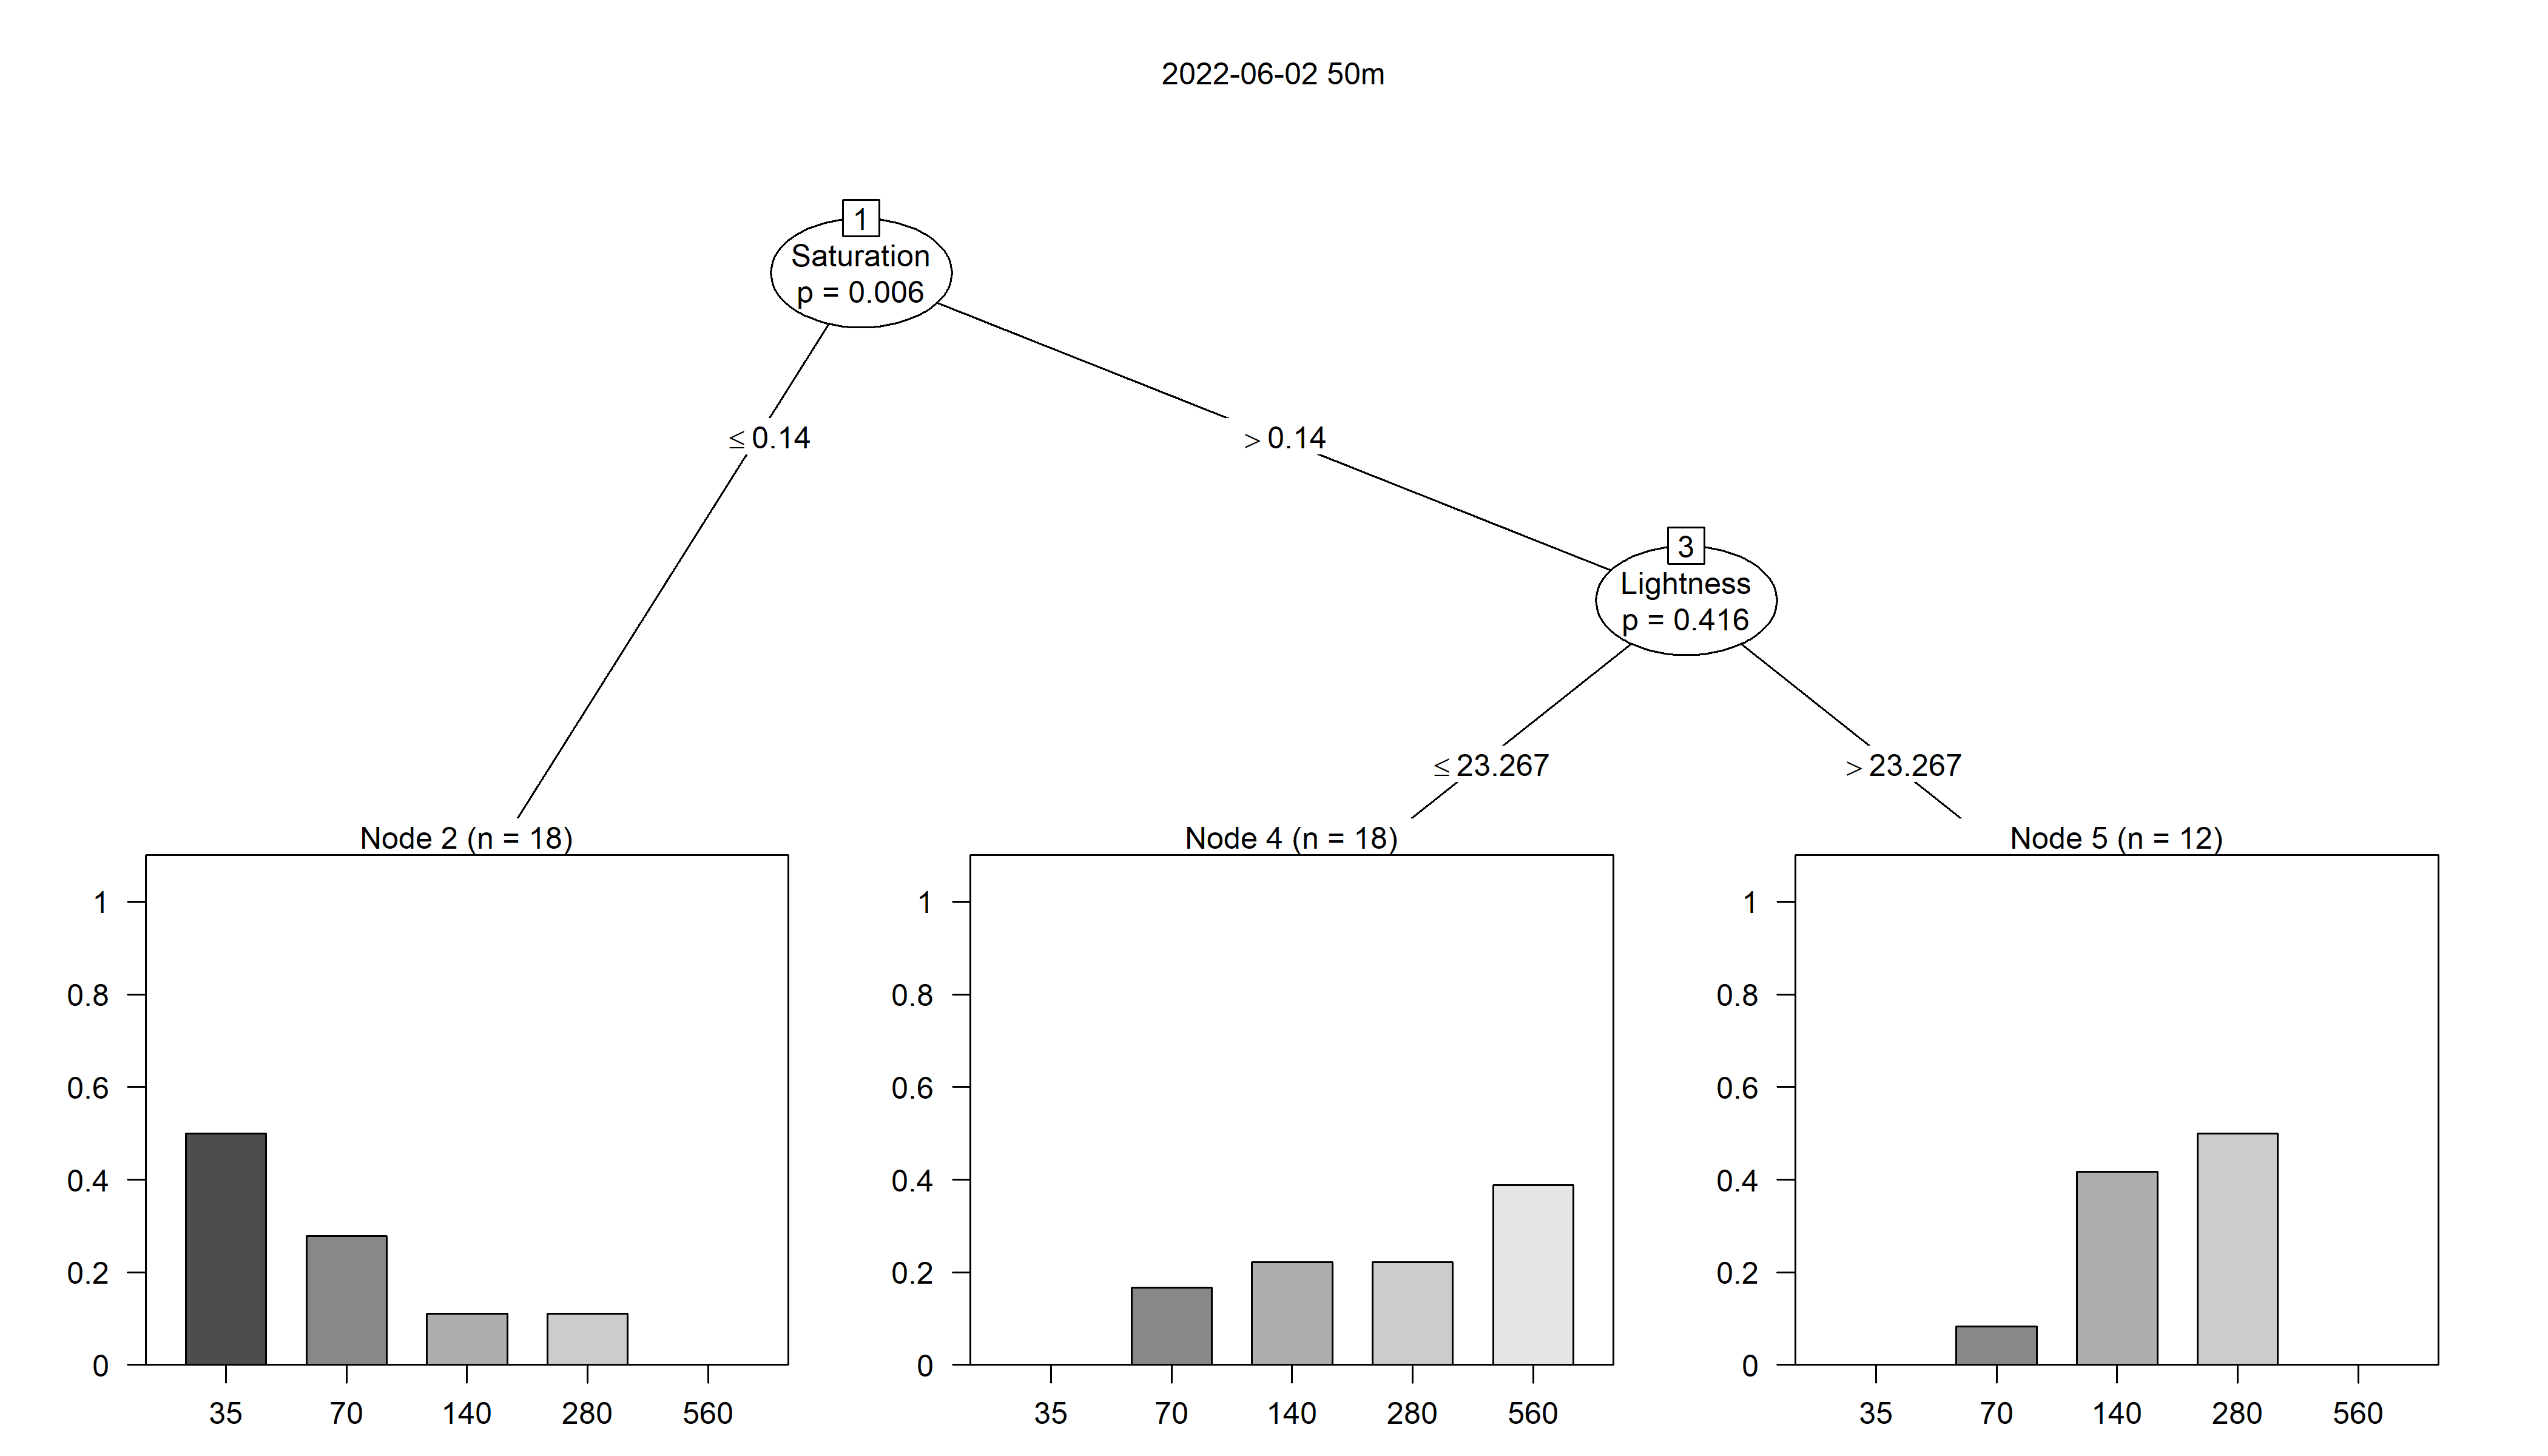 2022-06-02 50m
1
Saturation
p = 0.006
≤ 0.14
> 0.14
3
Lightness
p = 0.416
≤ 23.267
> 23.267
Node 2 (n = 18)
1
0.8
0.6
0.4
0.2
0
35 70 140 280 560
Node 4 (n = 18)
1
0.8
0.6
0.4
0.2
0
35 70 140 280 560
Node 5 (n = 12)
1
0.8
0.6
0.4
0.2
0
35 70 140 280 560